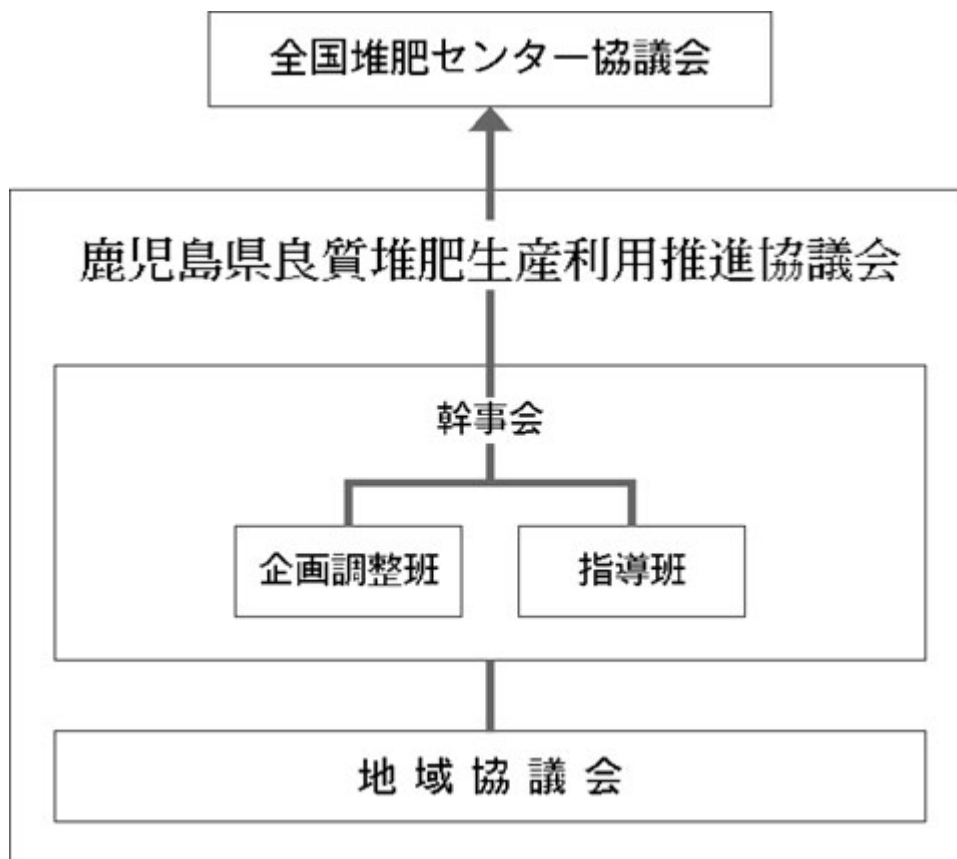 全国堆肥センター協議会
鹿児島県良質堆肥生産利用推進協議会
幹事会
企画調整班
指導班
地域協議会